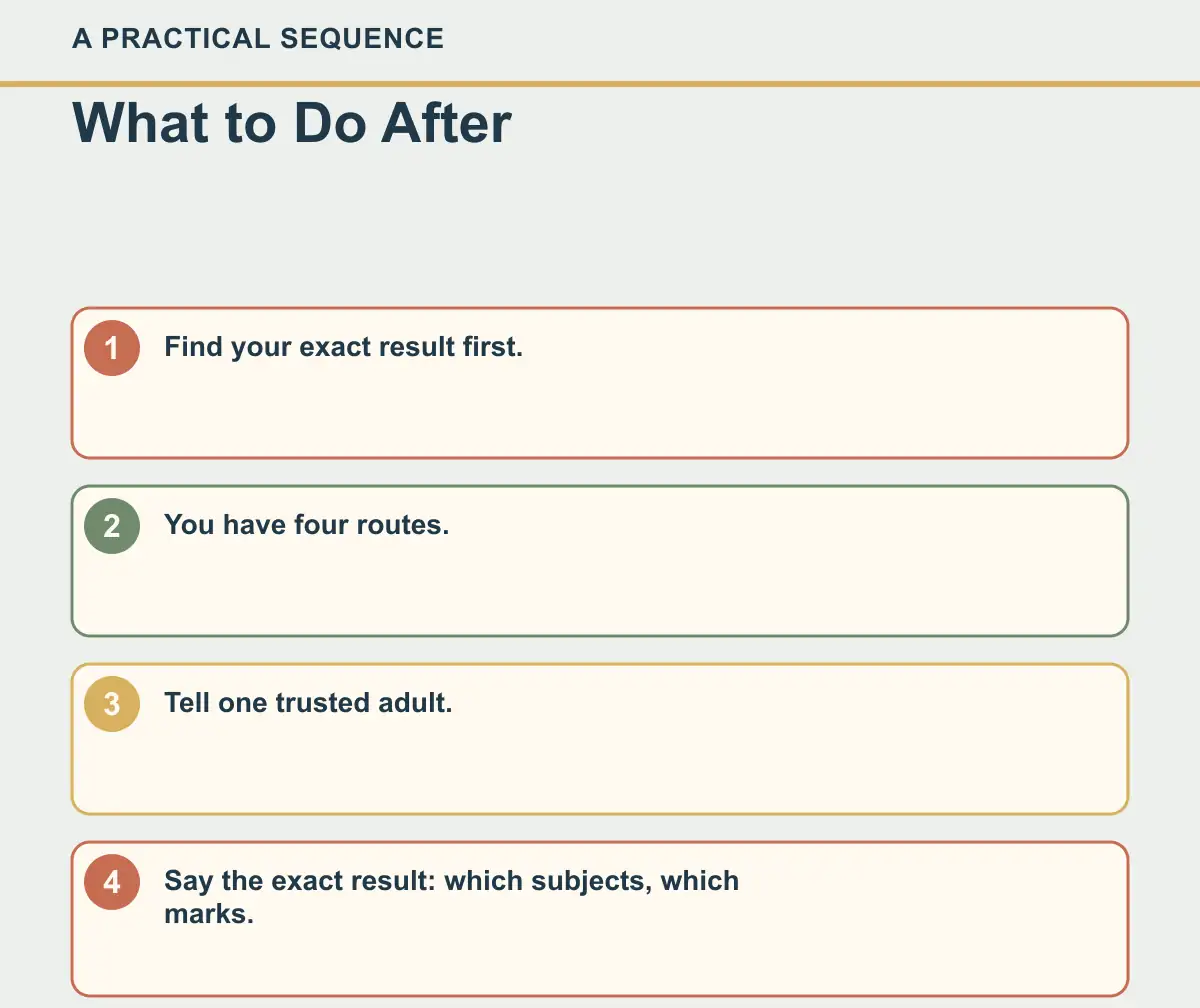 A PRACTICAL SEQUENCE
What to Do After
1
Find your exact result first.
2
You have four routes.
3
Tell one trusted adult.
4
Say the exact result: which subjects, which
marks.